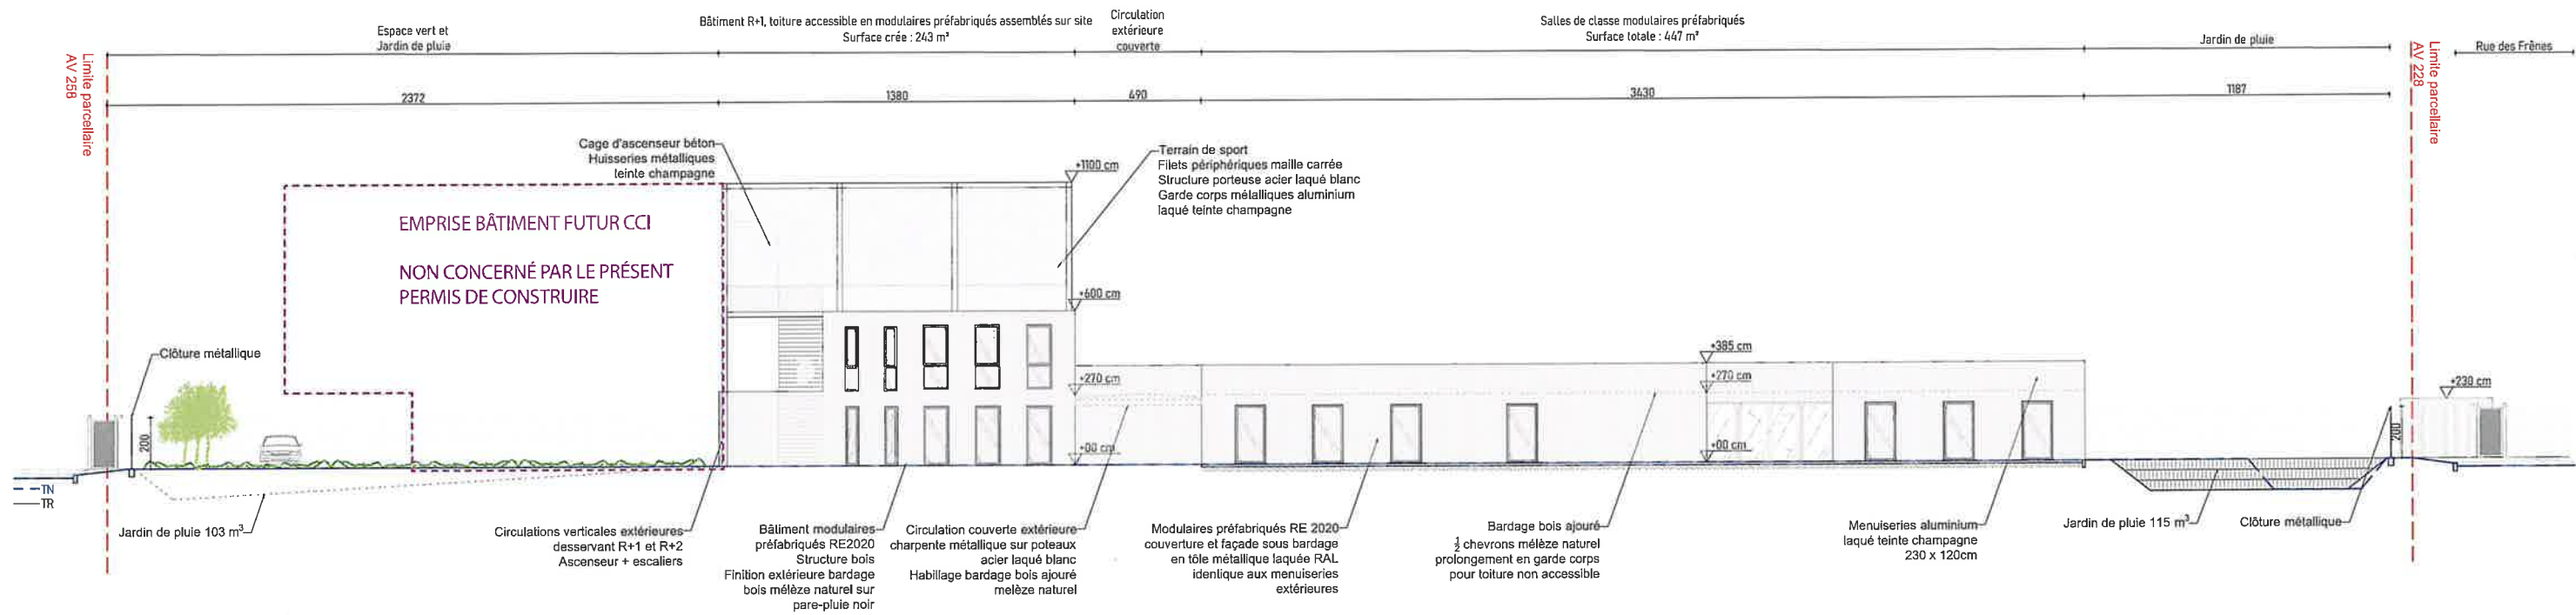 Espace vert et
Jardin de pluie
Bâtiment R+1, toiture accessible en modulaires préfabriqués assemblés sur site
Surface crée : 243 m²
Circulation
extérieure
couverte
Salles de classe modulaires préfabriqués
Surface totale : 447 m²
Jardin de pluie
Rue des Frênes
Limite parcellaire
AV 258
Limite parcellaire
AV 228
2372
1380
490
3430
1187
Cage d'ascenseur béton
Huisseries métalliques
teinte champagne
+1100 cm
Terrain de sport
Filets périphériques maille carrée
Structure porteuse acier laqué blanc
Garde corps métalliques aluminium
laqué teinte champagne
EMPRISE BÂTIMENT FUTUR CCI
NON CONCERNÉ PAR LE PRÉSENT
PERMIS DE CONSTRUIRE
+600 cm
Clôture métallique
+385 cm
+270 cm
+270 cm
+230 cm
200
200
+00 cm
+00 cm
TN
TR
Jardin de pluie 103 m³
Circulations verticales extérieures
desservant R+1 et R+2
Ascenseur + escaliers
Bâtiment modulaires
préfabriqués RE2020
Structure bois
Finition extérieure bardage
bois mélèze naturel sur
pare-pluie noir
Circulation couverte extérieure
charpente métallique sur poteaux
acier laqué blanc
Habillage bardage bois ajouré
melèze naturel
Modulaires préfabriqués RE 2020
couverture et façade sous bardage
en tôle métallique laquée RAL
identique aux menuiseries
extérieures
Bardage bois ajouré
½ chevrons mélèze naturel
prolongement en garde corps
pour toiture non accessible
Menuiseries aluminium
laqué teinte champagne
230 x 120cm
Jardin de pluie 115 m³
Clôture métallique